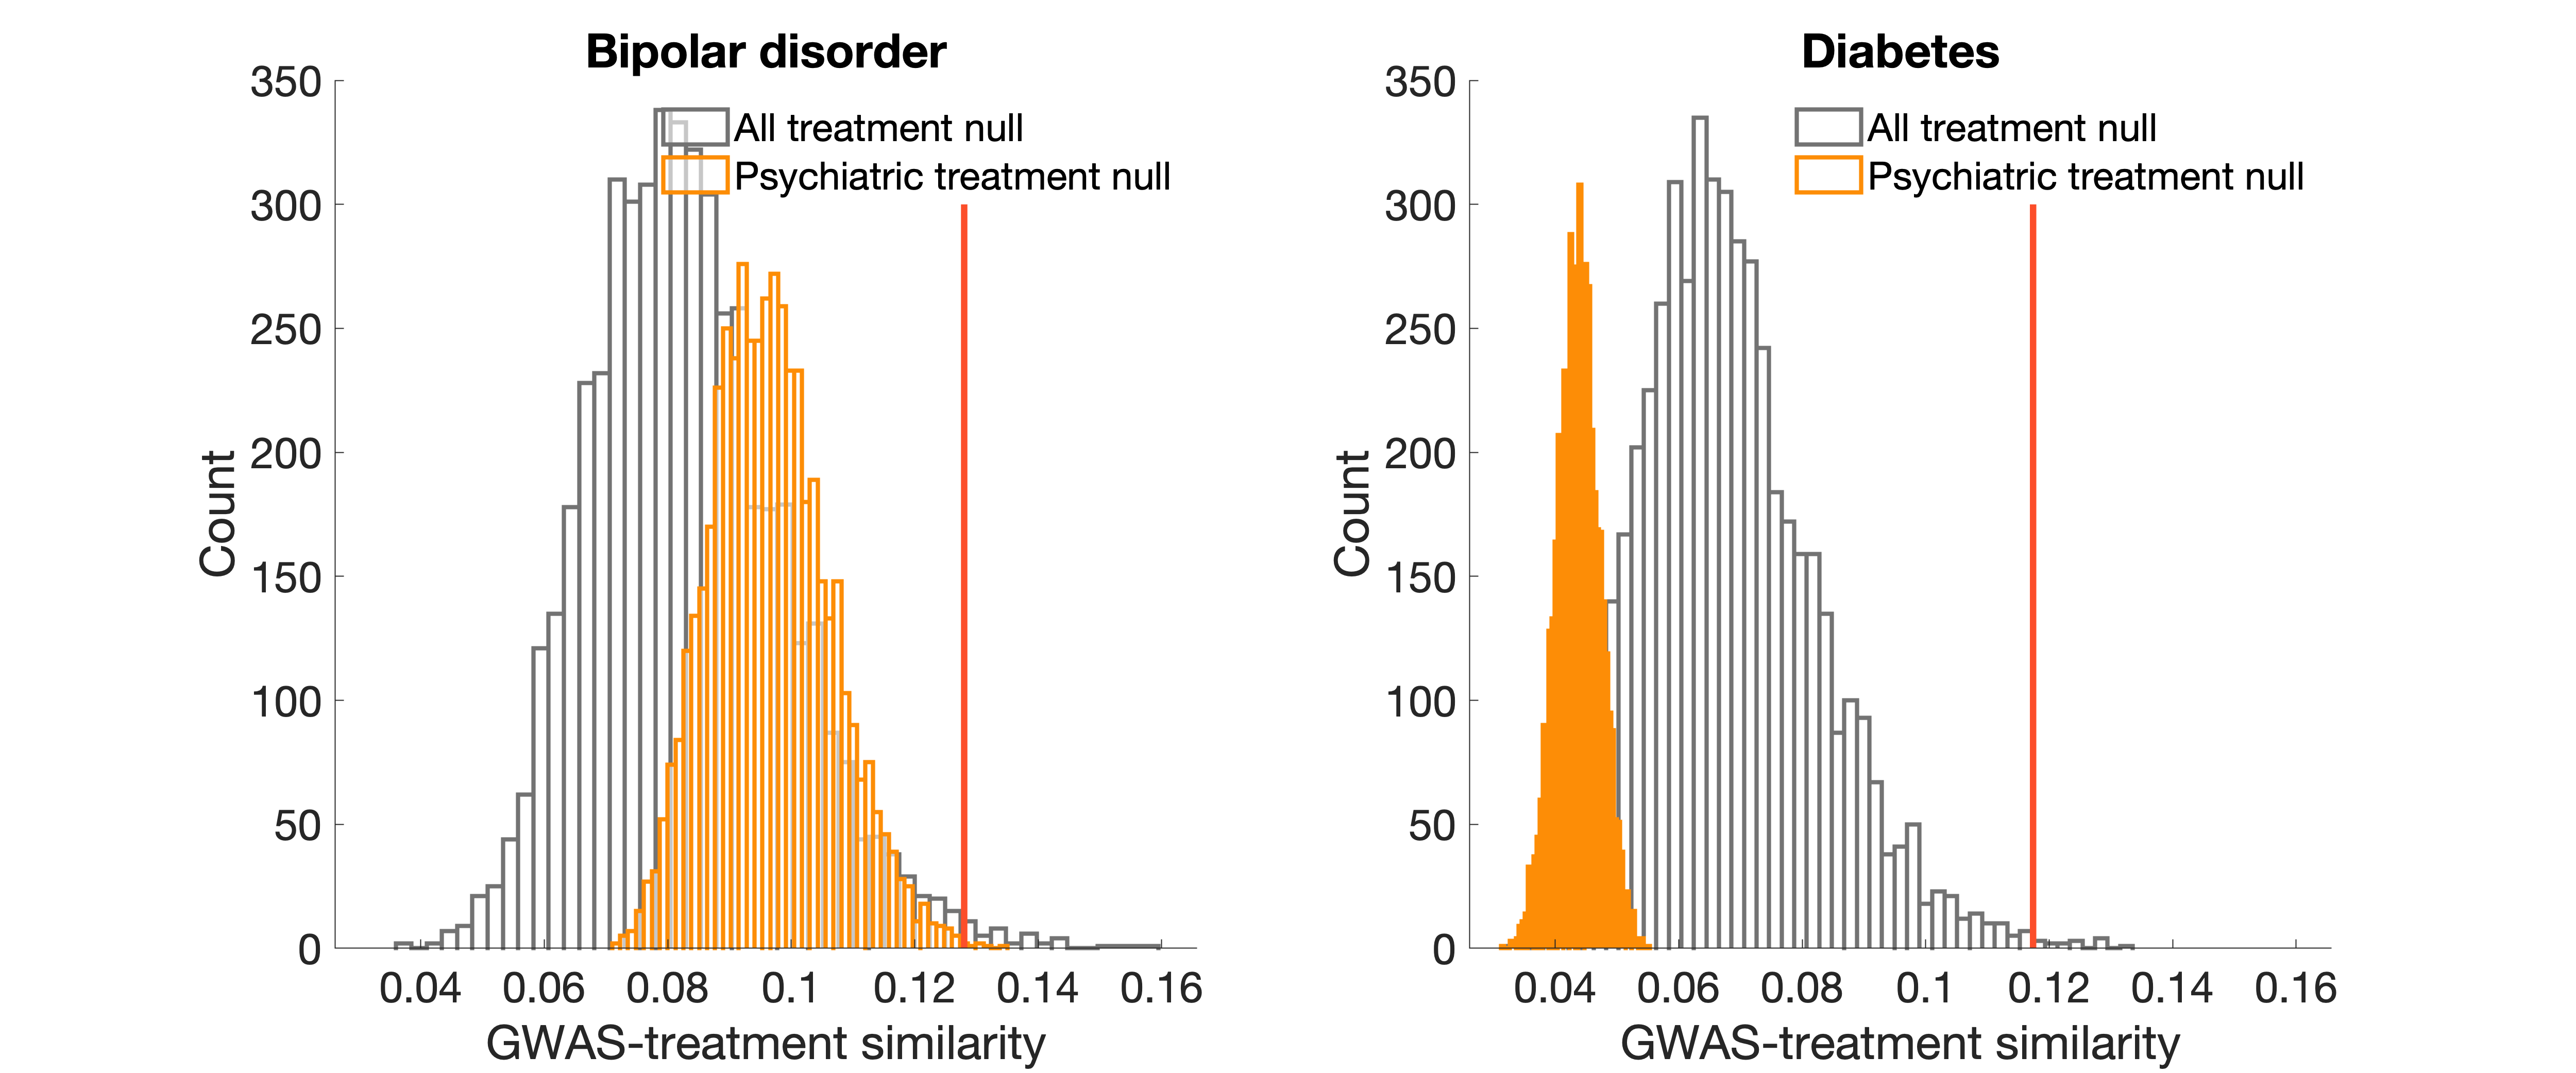 Bipolar disorder
350
300
250
200
150
100
50
0
Count
All treatment null
Psychiatric treatment null
0.04 0.06 0.08 0.1 0.12 0.14 0.16
GWAS-treatment similarity
Diabetes
350
300
250
200
150
100
50
0
Count
All treatment null
Psychiatric treatment null
0.04 0.06 0.08 0.1 0.12 0.14 0.16
GWAS-treatment similarity